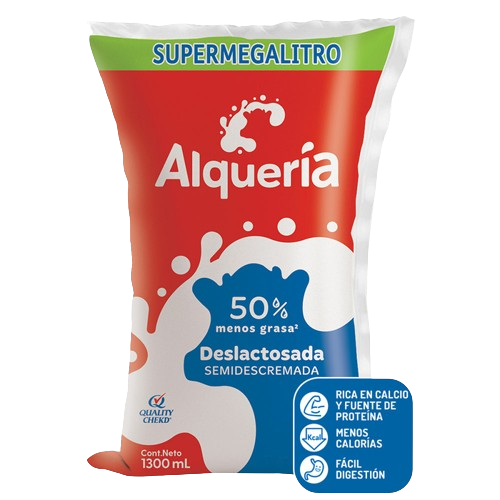 SUPERMEGALITRO
Alquería
50%
menos grasa²
Deslactosada
SEMIDESCREMADA
QUALITY
CHEKD
Cont.Neto
1300 mL
RICA EN CALCIO
Y FUENTE DE
PROTEÍNA
Kcal
MENOS
CALORÍAS
FÁCIL
DIGESTIÓN